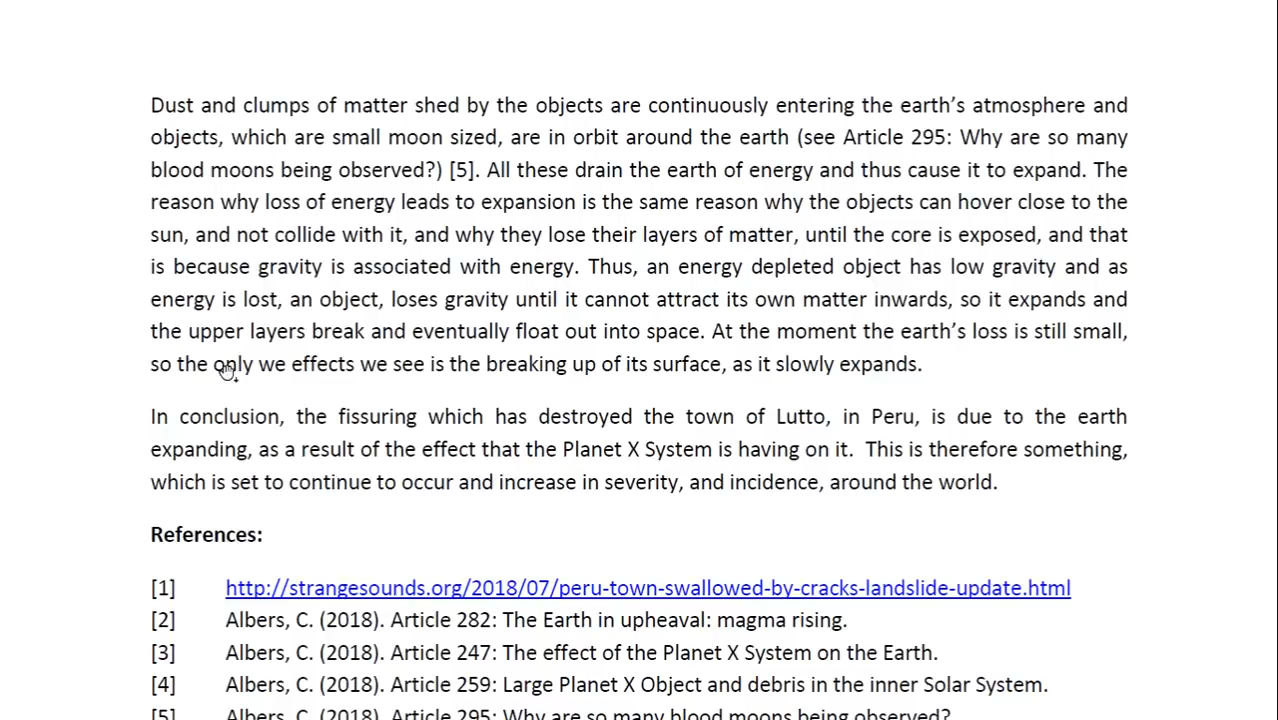 Dust and clumps of matter shed by the objects are continuously entering the earth’s atmosphere and
objects, which are small moon sized, are in orbit around the earth (see Article 295: Why are so many
blood moons being observed?) [5]. All these drain the earth of energy and thus cause it to expand. The
reason why loss of energy leads to expansion is the same reason why the objects can hover close to the
sun, and not collide with it, and why they lose their layers of matter, until the core is exposed, and that
is because gravity is associated with energy. Thus, an energy depleted object has low gravity and as
energy is lost, an object, loses gravity until it cannot attract its own matter inwards, so it expands and
the upper layers break and eventually float out into space. At the moment the earth’s loss is still small,
so the only we effects we see is the breaking up of its surface, as it slowly expands.
In conclusion, the fissuring which has destroyed the town of Lutto, in Peru, is due to the earth
expanding, as a result of the effect that the Planet X System is having on it. This is therefore something,
which is set to continue to occur and increase in severity, and incidence, around the world.
References:
[1] http://strangesounds.org/2018/07/peru-town-swallowed-by-cracks-landslide-update.html
[2] Albers, C. (2018). Article 282: The Earth in upheaval: magma rising.
[3] Albers, C. (2018). Article 247: The effect of the Planet X System on the Earth.
[4] Albers, C. (2018). Article 259: Large Planet X Object and debris in the inner Solar System.
[5] Albers, C. (2018). Article 295: Why are so many blood moons being observed?